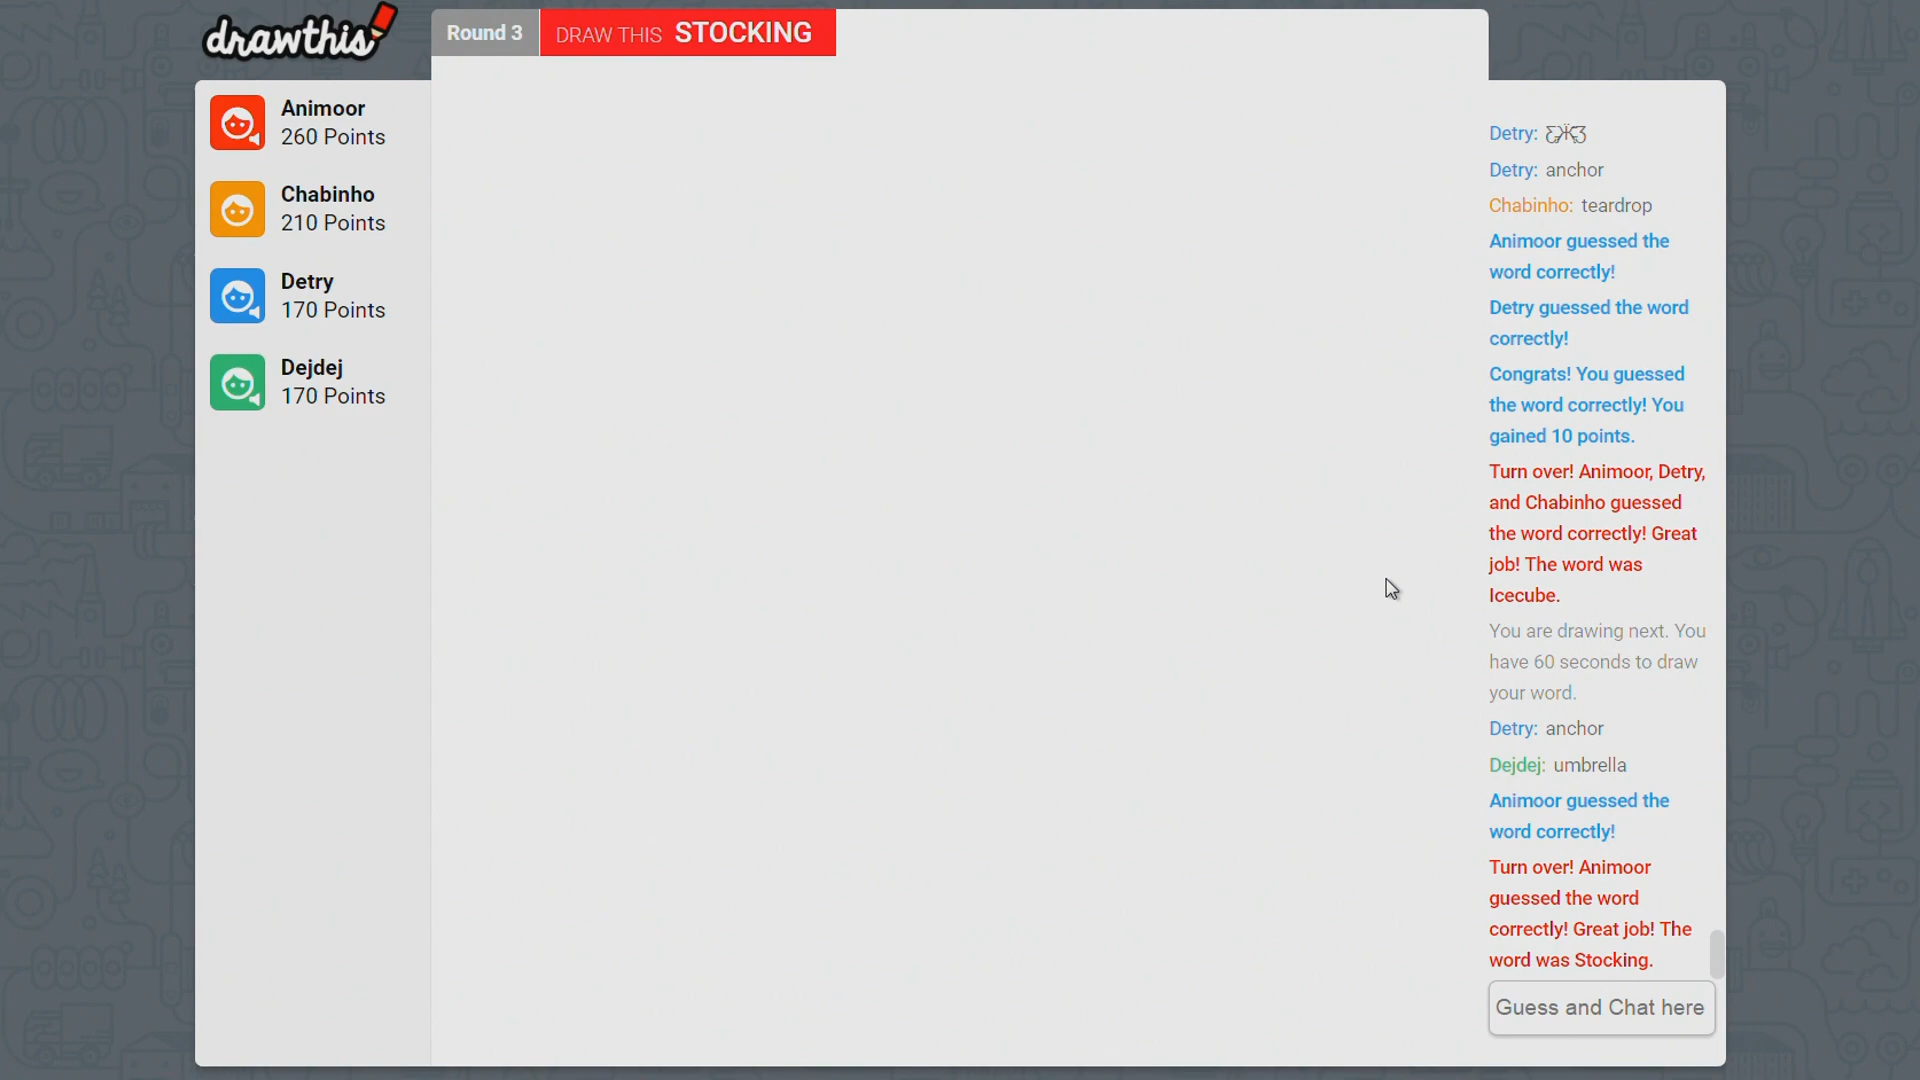 drawthis
Round 3
DRAW THIS STOCKING
Animoor
260 Points
Chabinho
210 Points
Detry
170 Points
Dejdej
170 Points
Detry: Ƹ̵̡Ӝ̵̨̄Ʒ
Detry: anchor
Chabinho: teardrop
Animoor guessed the
word correctly!
Detry guessed the word
correctly!
Congrats! You guessed
the word correctly! You
gained 10 points.
Turn over! Animoor, Detry,
and Chabinho guessed
the word correctly! Great
job! The word was
Icecube.
You are drawing next. You
have 60 seconds to draw
your word.
Detry: anchor
Dejdej: umbrella
Animoor guessed the
word correctly!
Turn over! Animoor
guessed the word
correctly! Great job! The
word was Stocking.
Guess and Chat here